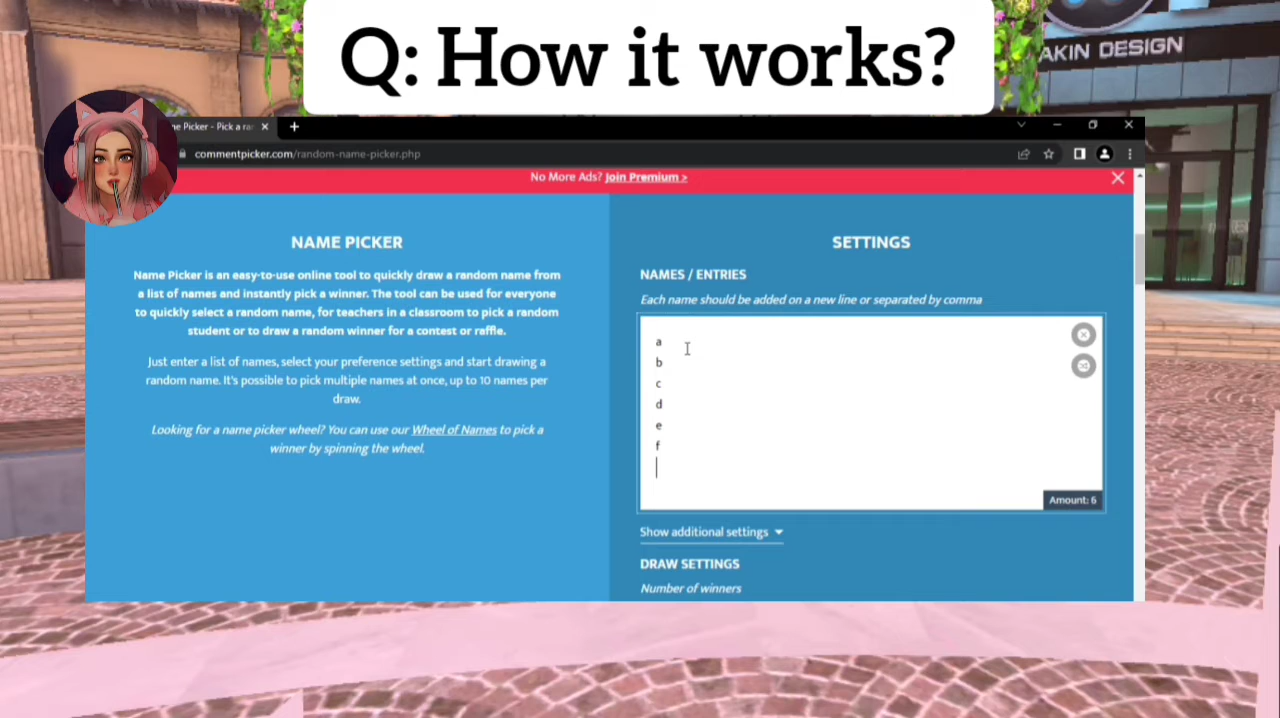 Q: How it works?
AKIN DESIGN
me Picker - Pick a ra
commentpicker.com/random-name-picker.php
No More Ads? Join Premium >
NAME PICKER
Name Picker is an easy-to-use online tool to quickly draw a random name from
a list of names and instantly pick a winner. The tool can be used for everyone
to quickly select a random name, for teachers in a classroom to pick a random
student or to draw a random winner for a contest or raffle.
Just enter a list of names, select your preference settings and start drawing a
random name. It's possible to pick multiple names at once, up to 10 names per
draw.
Looking for a name picker wheel? You can use our Wheel of Names to pick a
winner by spinning the wheel.
SETTINGS
NAMES / ENTRIES
Each name should be added on a new line or separated by comma
a
b
c
d
e
f
Amount: 6
Show additional settings
DRAW SETTINGS
Number of winners